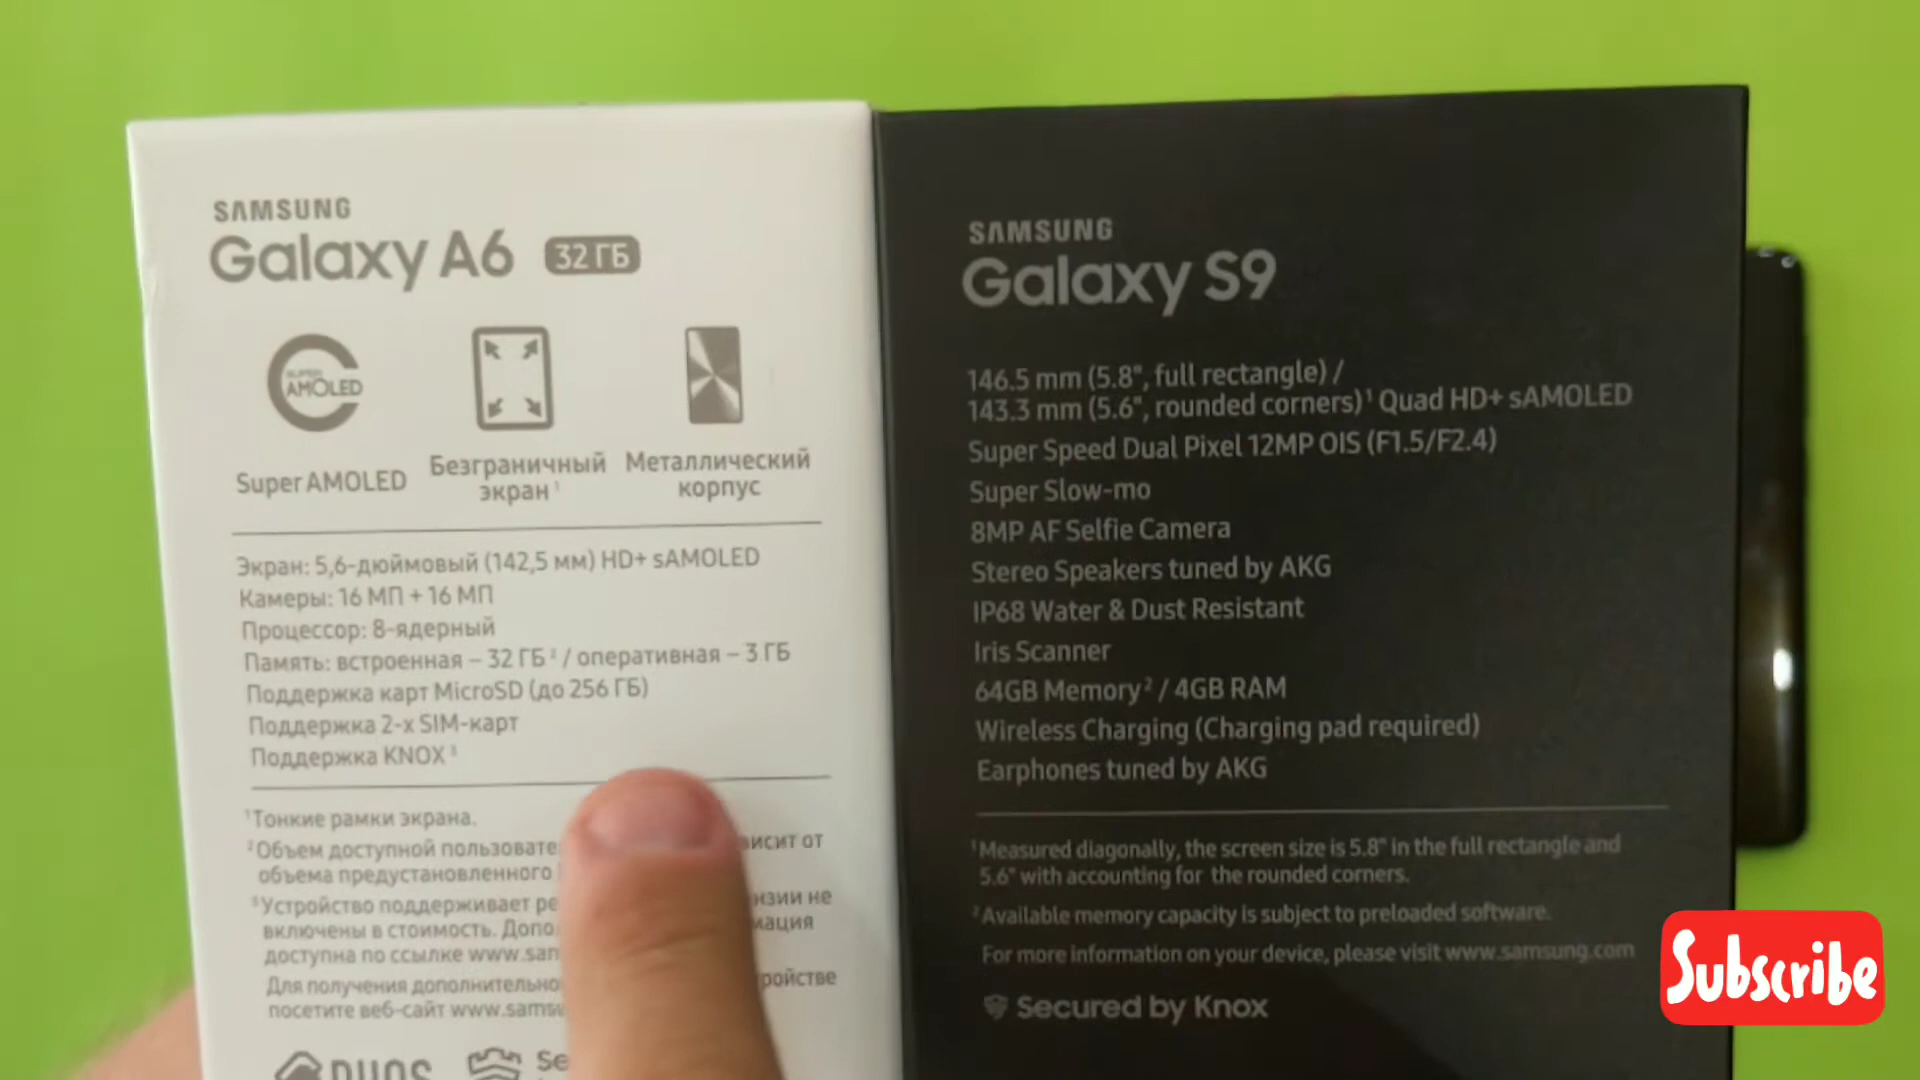 SAMSUNG
Galaxy A6 32 ГБ
SUPER
AMOLED
Super AMOLED
Безграничный
экран¹
Металлический
корпус
Экран: 5,6-дюймовый (142,5 мм) HD+ sAMOLED
Камеры: 16 МП + 16 МП
Процессор: 8-ядерный
Память: встроенная – 32 ГБ² / оперативная – 3 ГБ
Поддержка карт MicroSD (до 256 ГБ)
Поддержка 2-х SIM-карт
Поддержка KNOX³
¹Тонкие рамки экрана.
²Объем доступной
объема предустановленного
³Устройство поддерживает
включены в стоимость.
доступна по ссылке
Для получения
посетите веб-сайт
DUOS
SAMSUNG
Galaxy S9
146.5 mm (5.8", full rectangle) /
143.3 mm (5.6", rounded corners)¹ Quad HD+ sAMOLED
Super Speed Dual Pixel 12MP OIS (F1.5/F2.4)
Super Slow-mo
8MP AF Selfie Camera
Stereo Speakers tuned by AKG
IP68 Water & Dust Resistant
Iris Scanner
64GB Memory² / 4GB RAM
Wireless Charging (Charging pad required)
Earphones tuned by AKG
¹Measured diagonally, the screen size is 5.8" in the full rectangle and
5.6" with accounting for the rounded corners.
²Available memory capacity is subject to preloaded software.
For more information on your device, please visit www.samsung.com
Secured by Knox
Subscribe